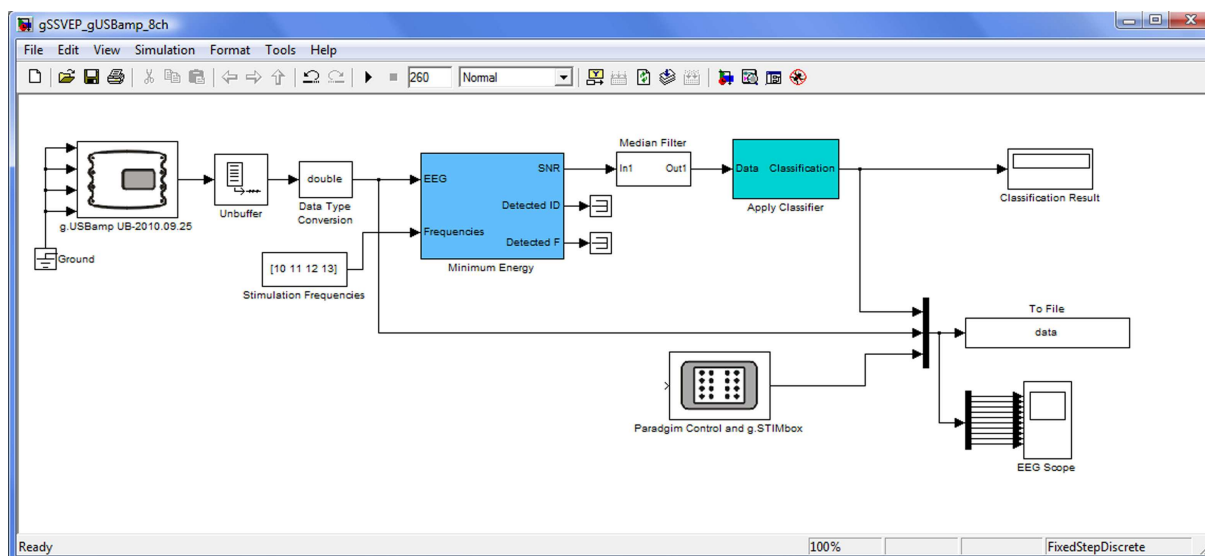 gSSVEP_gUSBamp_8ch
File Edit View Simulation Format Tools Help
260 Normal
Median Filter
In1 Out1
SNR
EEG
Detected ID
Frequencies
Detected F
Minimum Energy
Data Classification
Apply Classifier
Classification Result
double
Data Type
Conversion
Unbuffer
g.USBamp UB-2010.09.25
Ground
[10 11 12 13]
Stimulation Frequencies
To File
data
Paradgim Control and g.STIMbox
EEG Scope
Ready 100% FixedStepDiscrete